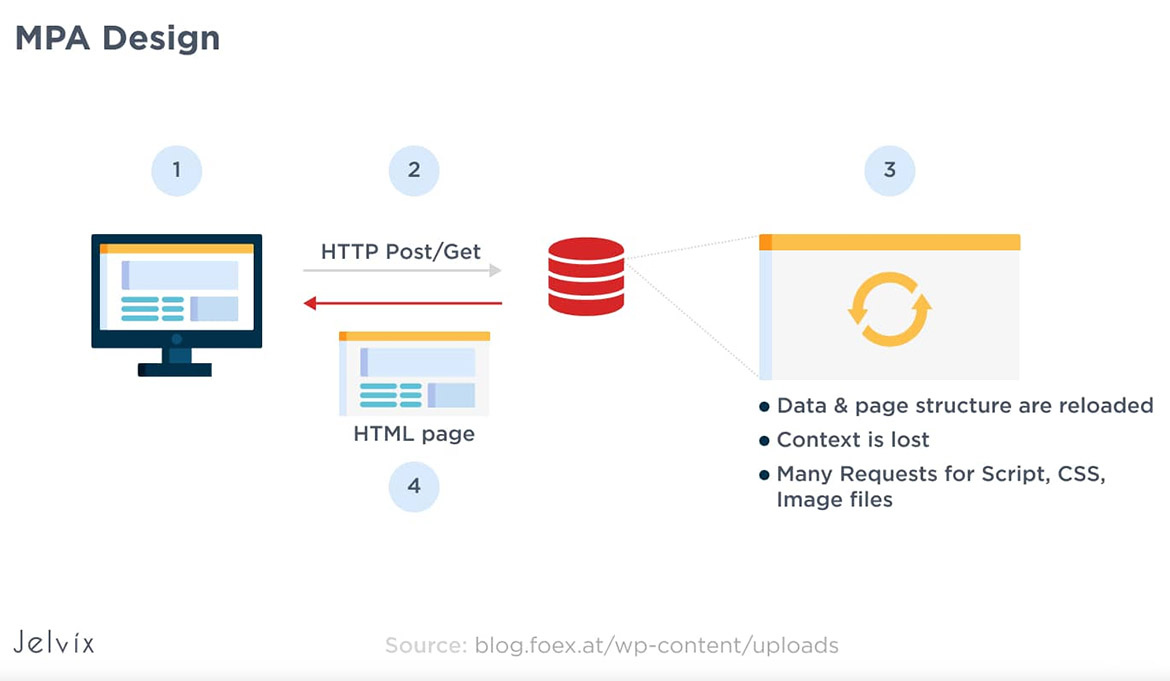 MPA Design
1
2
3
HTTP Post/Get
HTML page
4
● Data & page structure are reloaded
● Context is lost
● Many Requests for Script, CSS,
Image files
Jelvix
Source: blog.foex.at/wp-content/uploads